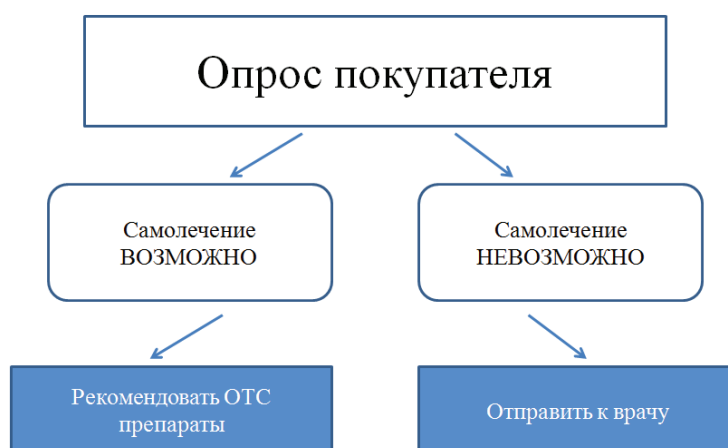 Опрос покупателя
Самолечение
ВОЗМОЖНО
Самолечение
НЕВОЗМОЖНО
Рекомендовать ОТС
препараты
Отправить к врачу